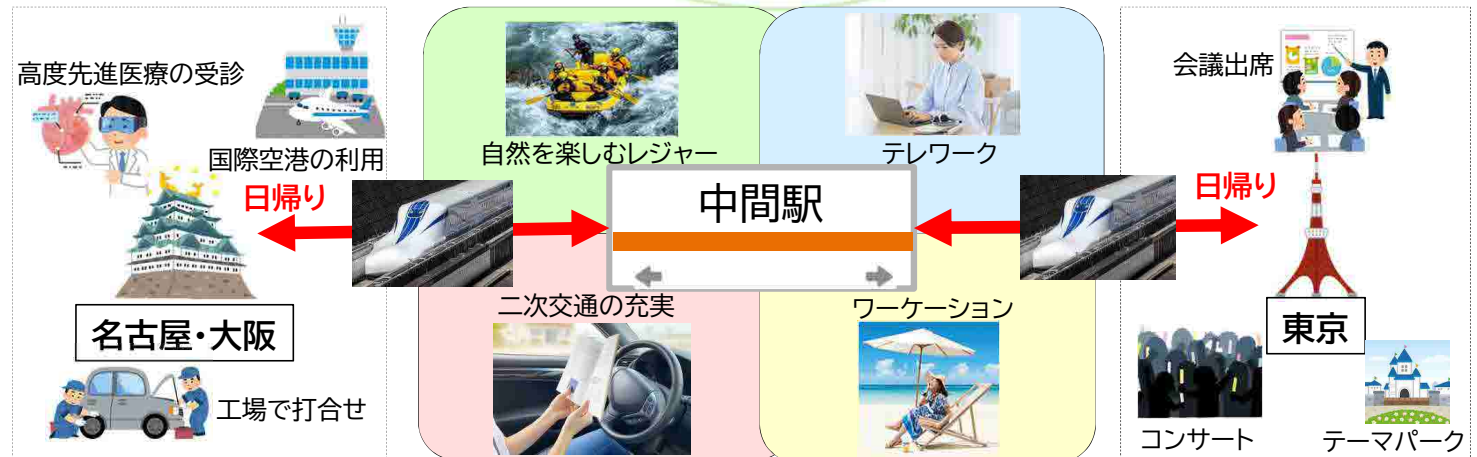 高度先進医療の受診
国際空港の利用
日帰り
名古屋・大阪
工場で打合せ
自然を楽しむレジャー
テレワーク
中間駅
二次交通の充実
ワーケーション
会議出席
日帰り
東京
コンサート
テーマパーク